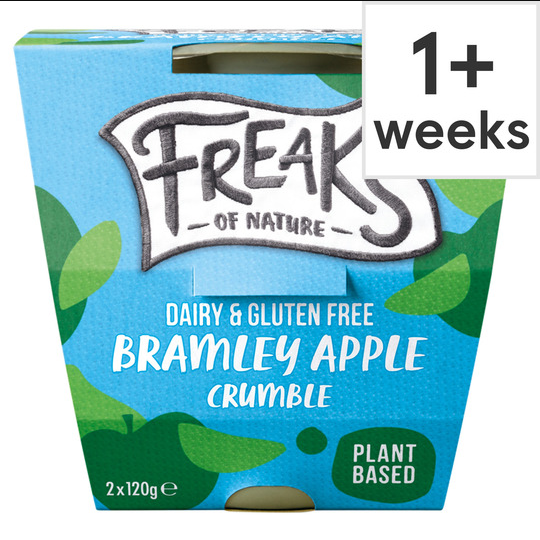 1+
weeks
FREAKS
— OF NATURE —
DAIRY & GLUTEN FREE
BRAMLEY APPLE
CRUMBLE
PLANT
BASED
2x120g ℮